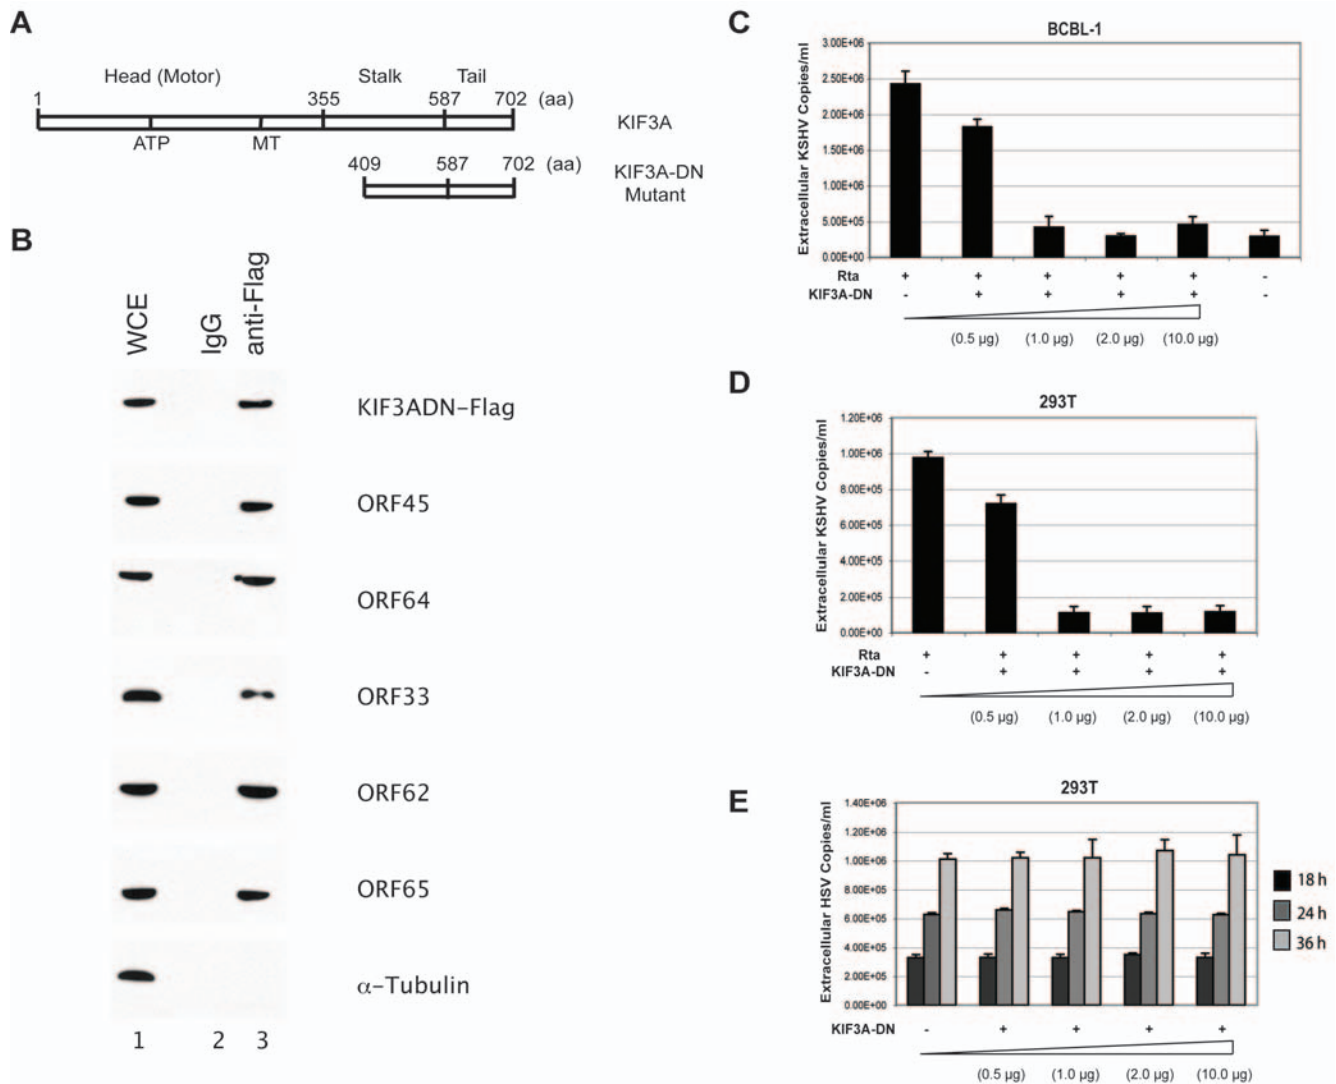 A
Head (Motor) Stalk Tail
1 355 587 702 (aa)
KIF3A
ATP MT
409 587 702 (aa)
KIF3A-DN
Mutant
B
WCE IgG anti-Flag
KIF3ADN-Flag
ORF45
ORF64
ORF33
ORF62
ORF65
α-Tubulin
1 2 3
C
BCBL-1
Extracellular KSHV Copies/ml
3.00E+06
2.50E+06
2.00E+06
1.50E+06
1.00E+06
5.00E+05
0.00E+00
Rta + + + + + -
KIF3A-DN - + + + + -
(0.5 µg) (1.0 µg) (2.0 µg) (10.0 µg)
D
293T
Extracellular KSHV Copies/ml
1.20E+06
1.00E+06
8.00E+05
6.00E+05
4.00E+05
2.00E+05
0.00E+00
Rta + + + + +
KIF3A-DN - + + + +
(0.5 µg) (1.0 µg) (2.0 µg) (10.0 µg)
E
293T
Extracellular HSV Copies/ml
1.40E+06
1.20E+06
1.00E+06
8.00E+05
6.00E+05
4.00E+05
2.00E+05
0.00E+00
18 h
24 h
36 h
KIF3A-DN - + + + +
(0.5 µg) (1.0 µg) (2.0 µg) (10.0 µg)